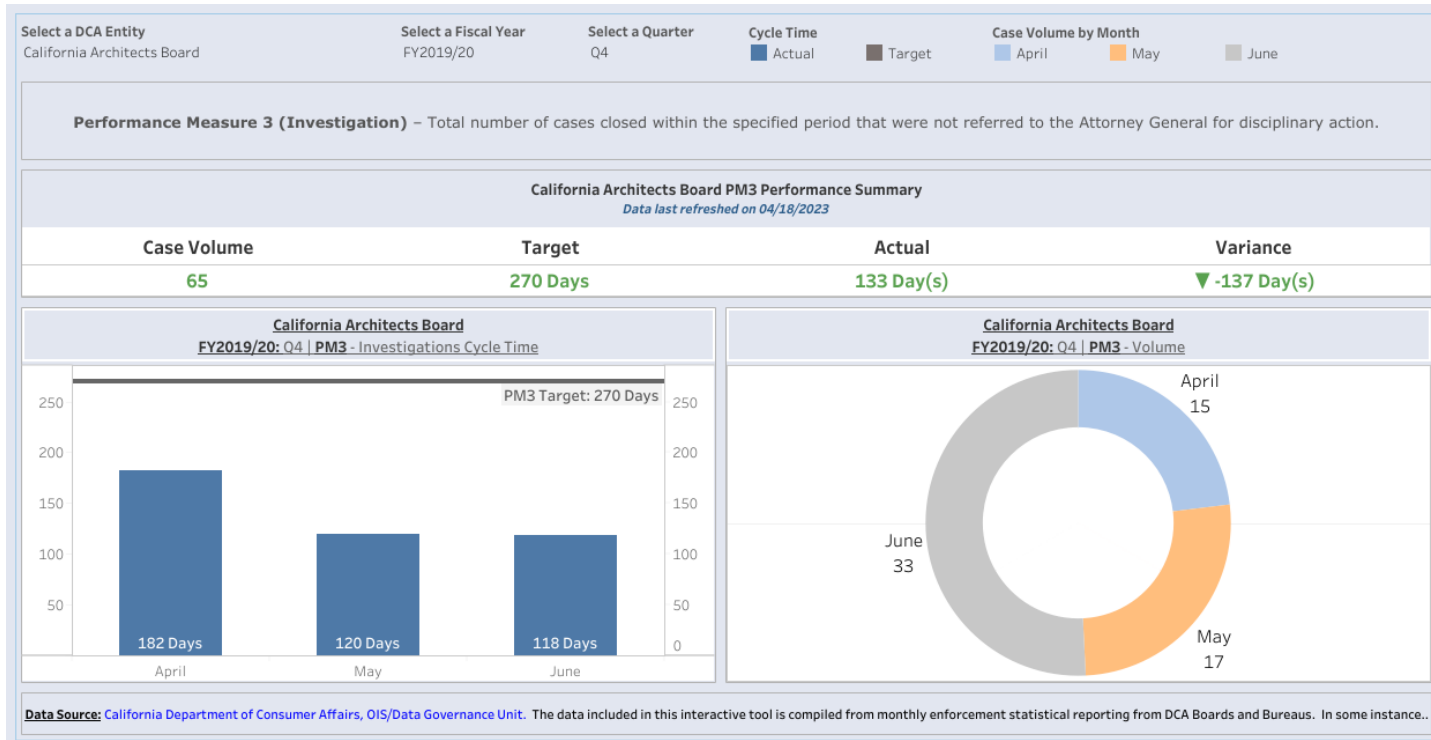 Select a DCA Entity
California Architects Board
Select a Fiscal Year
FY2019/20
Select a Quarter
Q4
Cycle Time
Actual
Target
Case Volume by Month
April
May
June
Performance Measure 3 (Investigation) – Total number of cases closed within the specified period that were not referred to the Attorney General for disciplinary action.
California Architects Board PM3 Performance Summary
Data last refreshed on 04/18/2023
Case Volume Target Actual Variance
65 270 Days 133 Day(s) ▼ -137 Day(s)
California Architects Board
FY2019/20: Q4 | PM3 - Investigations Cycle Time
PM3 Target: 270 Days
250 250
200 200
150 150
100 100
50 50
0
182 Days 120 Days 118 Days
April May June
California Architects Board
FY2019/20: Q4 | PM3 - Volume
April
15
June
33
May
17
Data Source: California Department of Consumer Affairs, OIS/Data Governance Unit. The data included in this interactive tool is compiled from monthly enforcement statistical reporting from DCA Boards and Bureaus. In some instance..